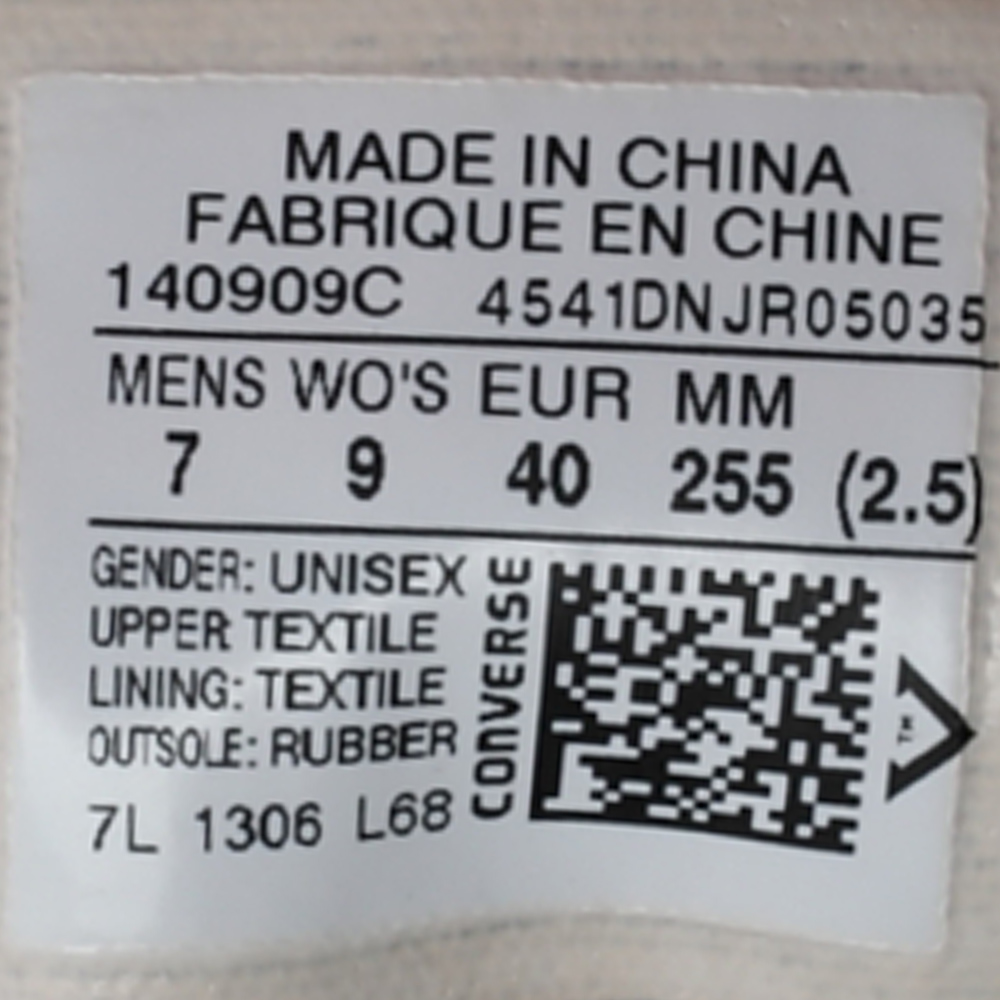 MADE IN CHINA
FABRIQUE EN CHINE
140909C 4541DNJR05035
MENS WO'S EUR MM
7 9 40 255 (2.5)
GENDER: UNISEX
UPPER TEXTILE
LINING: TEXTILE
OUTSOLE: RUBBER
7L 1306 L68
CONVERSE
TM